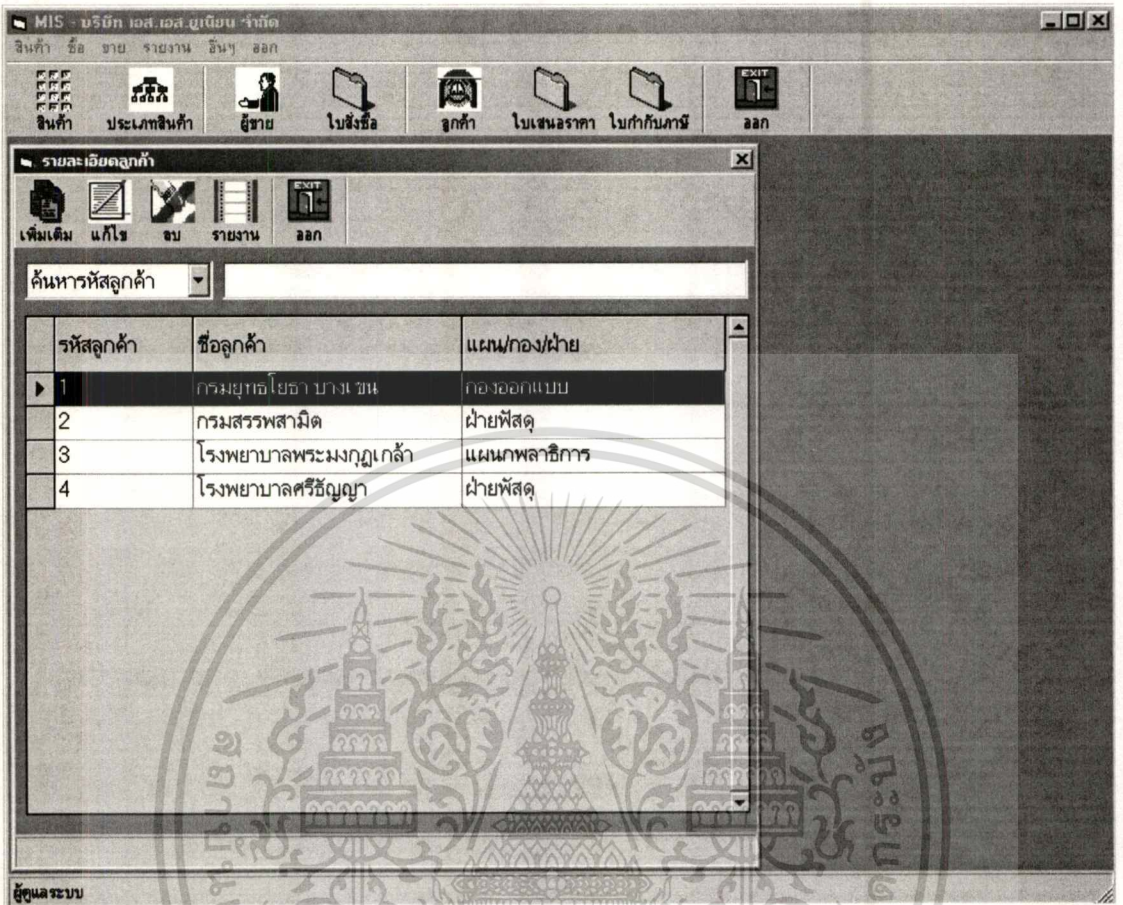 MIS - บริษัท เอส.เอส.ยูเนียน จำกัด
สินค้า ซื้อ ขาย รายงาน อื่นๆ ออก
EXIT
สินค้า ประเภทสินค้า ผู้ขาย ใบสั่งซื้อ ลูกค้า ใบเสนอราคา ใบกำกับภาษี ออก
รายละเอียดลูกค้า
EXIT
เพิ่มเติม แก้ไข ลบ รายงาน ออก
ค้นหารหัสลูกค้า
รหัสลูกค้า ชื่อลูกค้า แผน/กอง/ฝ่าย
1 กรมยุทธโยธา บางเขน กองออกแบบ
2 กรมสรรพสามิต ฝ่ายฟัสดุ
3 โรงพยาบาลพระมงกุฎเกล้า แผนกพลาธิการ
4 โรงพยาบาลศรีธัญญา ฝ่ายพัสดุ
ผู้ดูแลระบบ